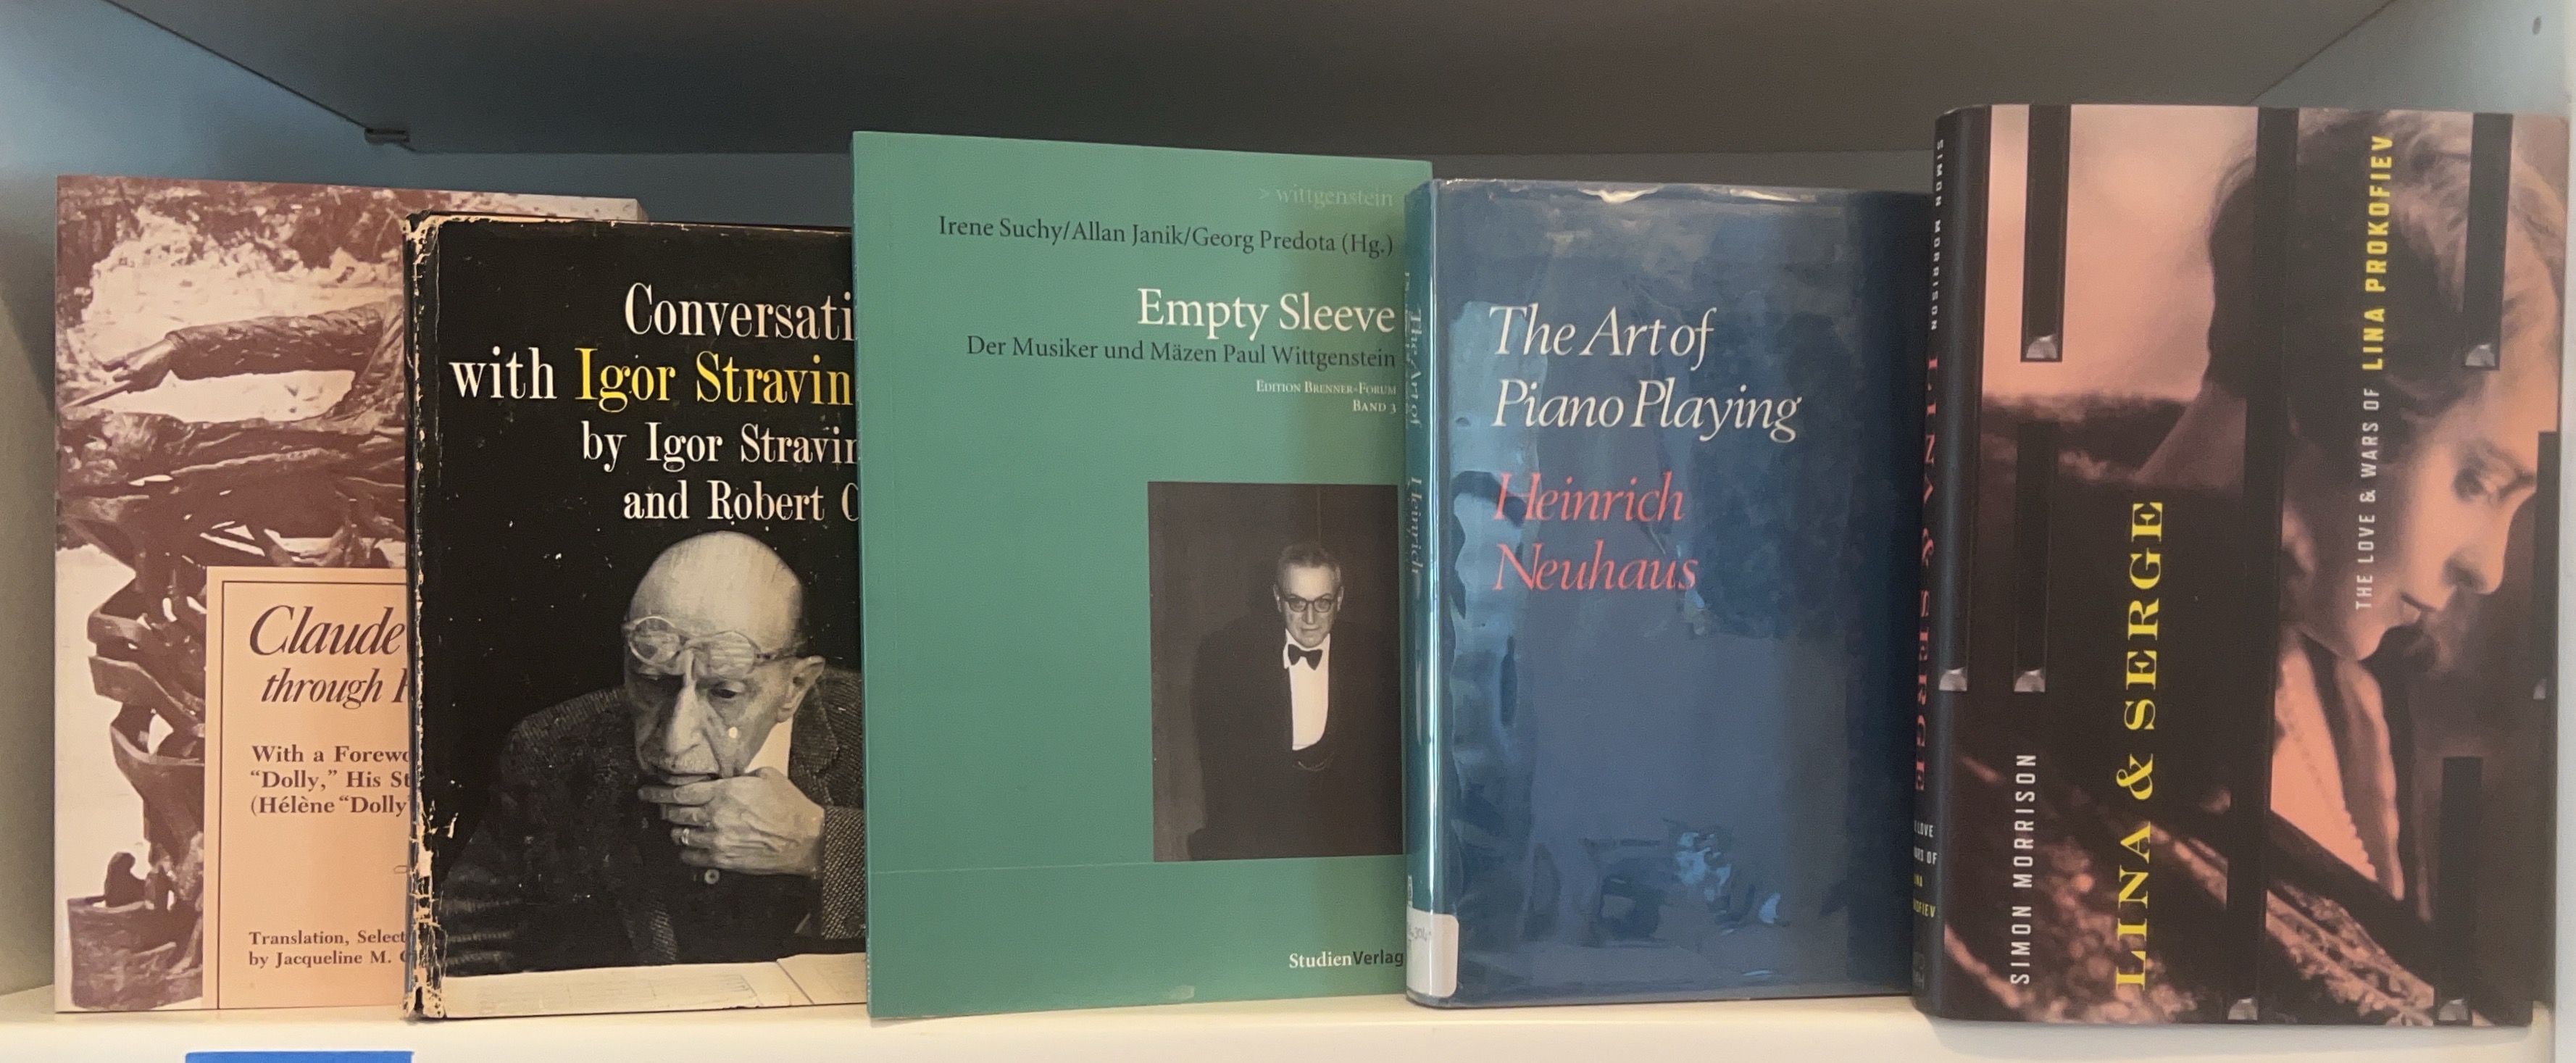 Claude
through
With a Forewo
"Dolly," His St
(Hélène "Dolly"
Translation, Select
by Jacqueline M. C
Conversati
with Igor Stravin
by Igor Stravin
and Robert C
> wittgenstein
Irene Suchy/Allan Janik/Georg Predota (Hg.)
Empty Sleeve
Der Musiker und Mäzen Paul Wittgenstein
EDITION BRENNER-FORUM
BAND 3
StudienVerlag
The Art of Heinrich
The Art of
Piano Playing
Heinrich
Neuhaus
SIMON MORRISON LINA & SERGE
LOVE
OF
SIMON MORRISON
LINA & SERGE
THE LOVE & WARS OF LINA PROKOFIEV